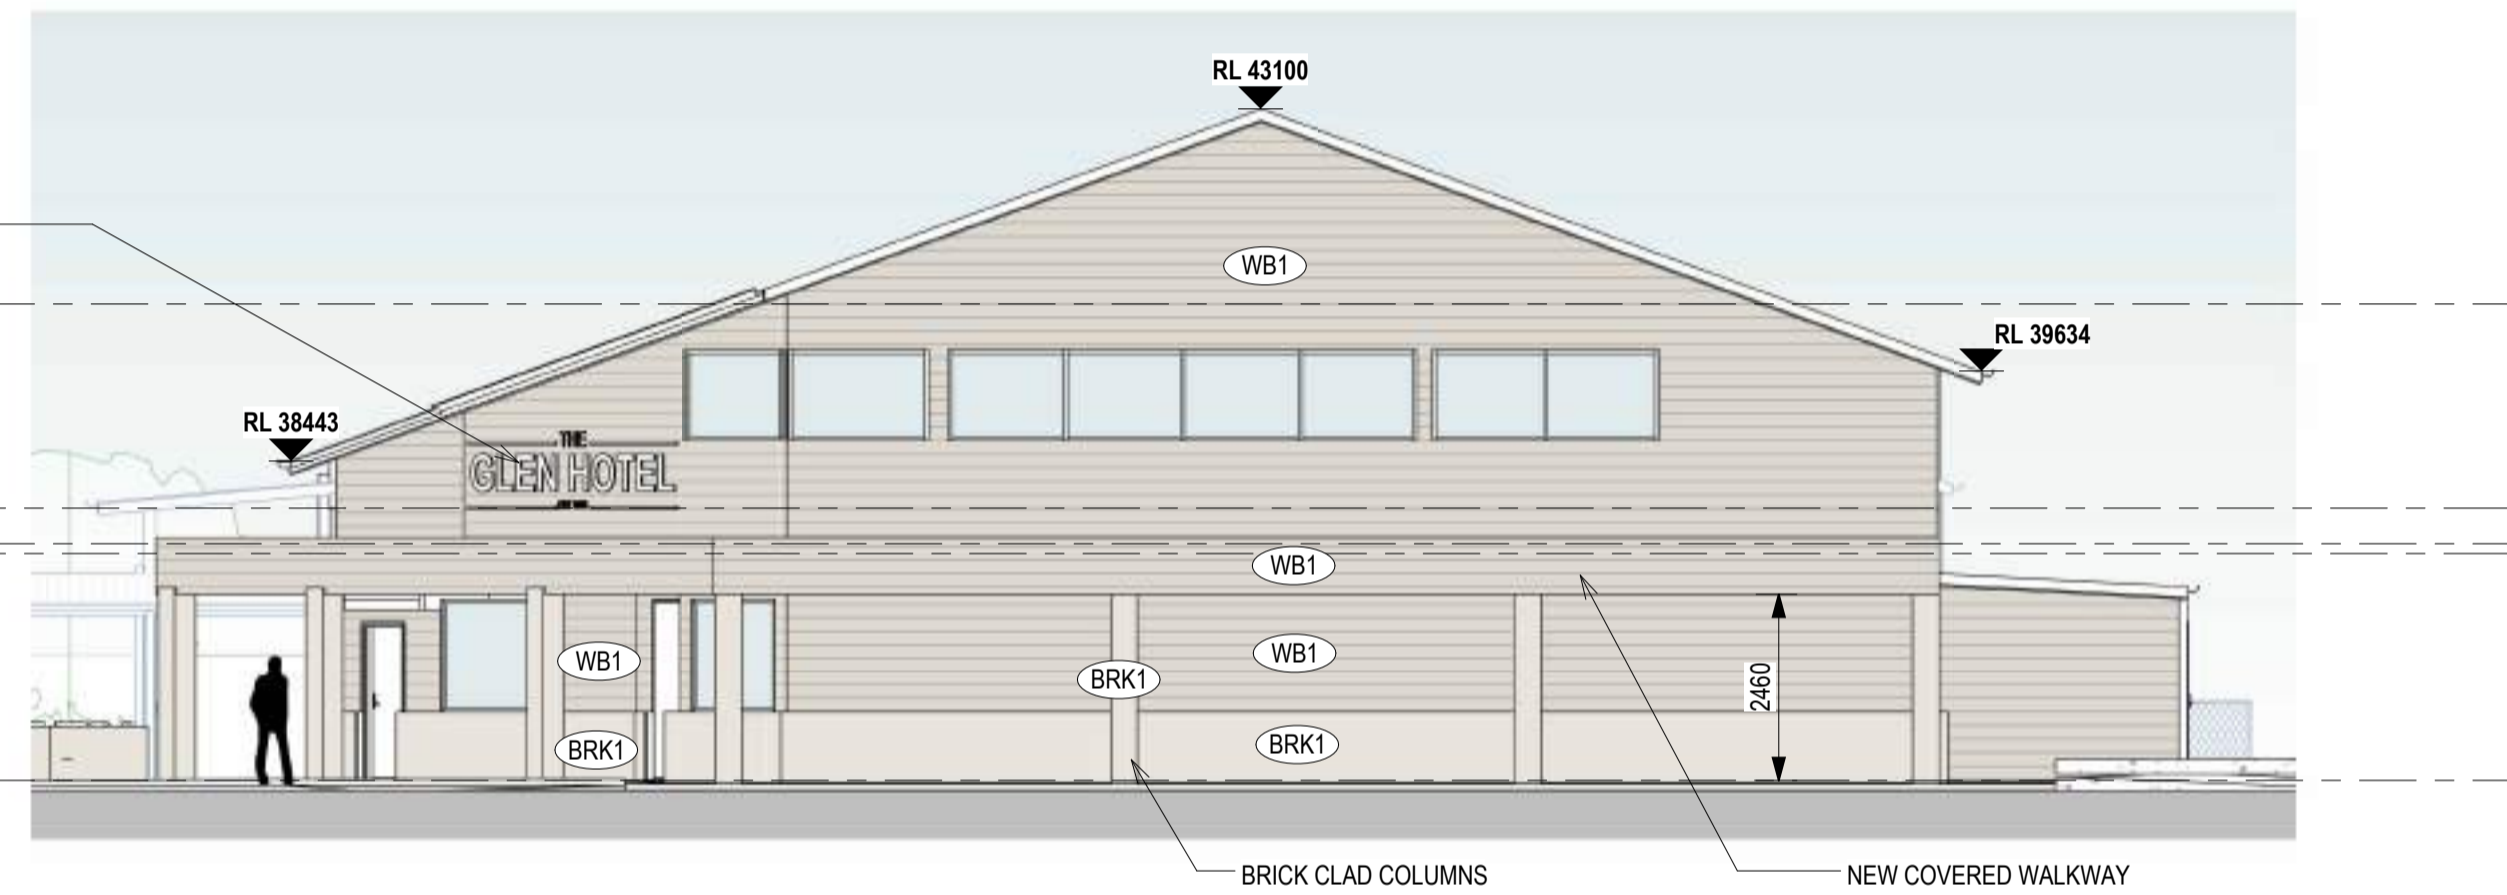 RL 43100
WB1
RL 39634
RL 38443
THE
GLEN HOTEL
WB1
WB1
WB1
BRK1
2460
BRK1
BRK1
BRICK CLAD COLUMNS
NEW COVERED WALKWAY